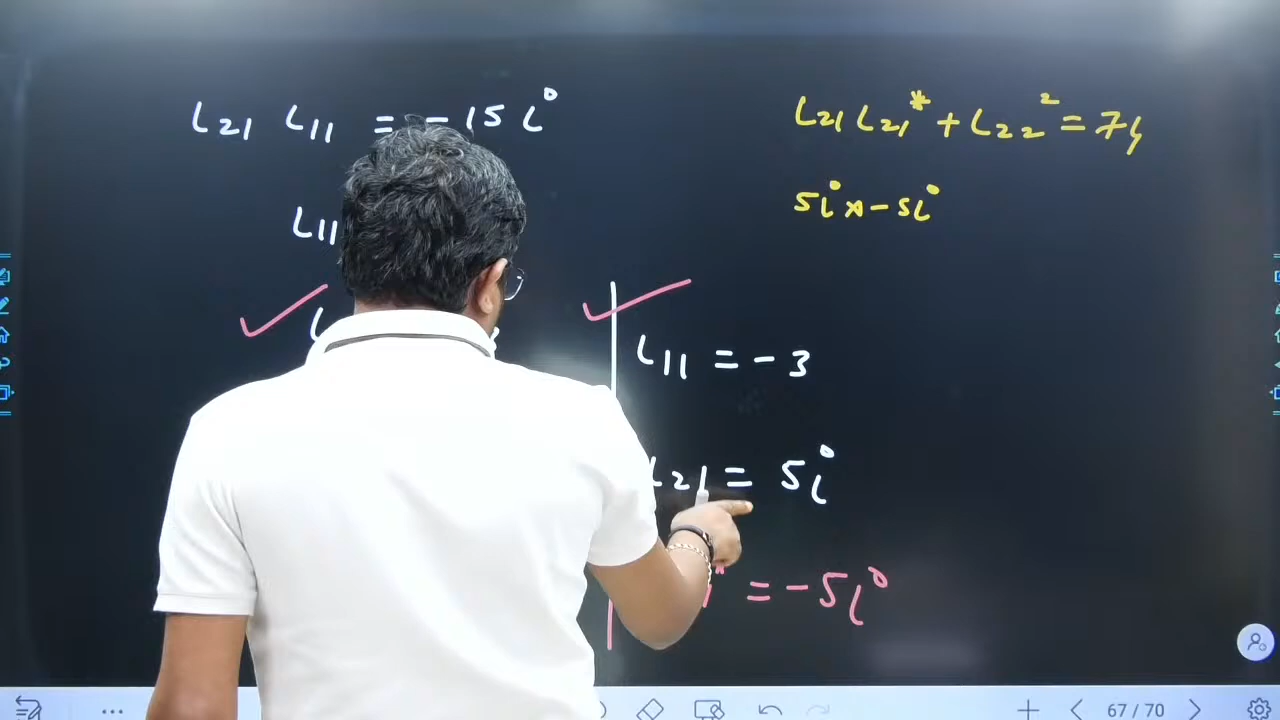 L21 L11 = -15i
L11
L11 = -3
L21 = 5i
* = -5i
L21 L21* + L22² = 74
5i × -5i
67/70